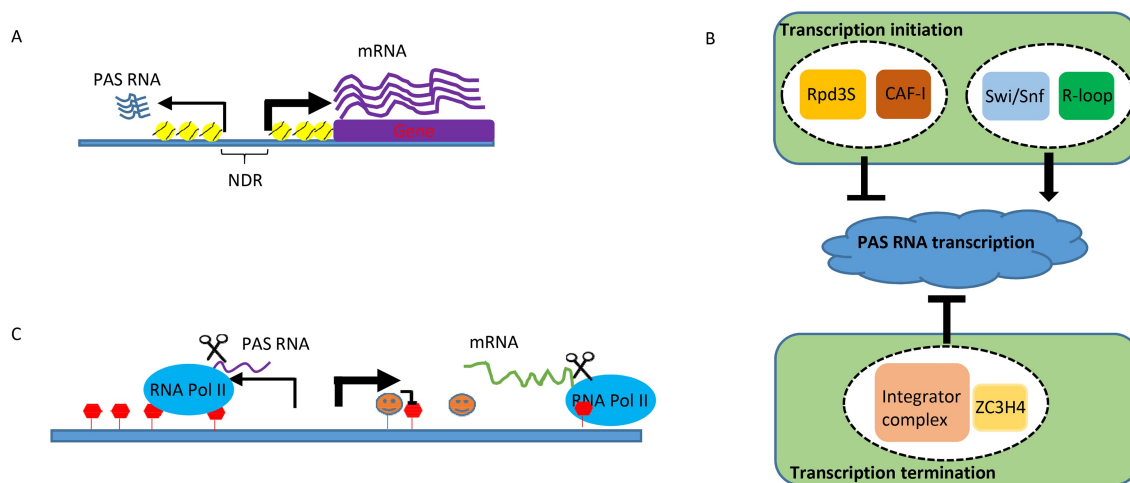 A
PAS RNA
mRNA
Gene
NDR
B
Transcription initiation
Rpd3S
CAF-I
Swi/Snf
R-loop
PAS RNA transcription
Integrator
complex
ZC3H4
Transcription termination
C
PAS RNA
mRNA
RNA Pol II
RNA Pol II